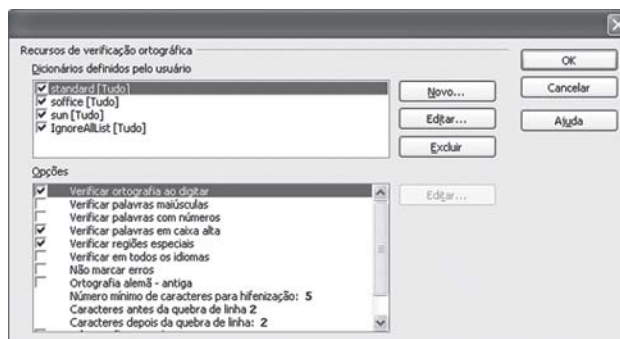 Recursos de verificação ortográfica
Dicionários definidos pelo usuário
standard [Tudo]
soffice [Tudo]
sun [Tudo]
IgnoreAllList [Tudo]
Novo...
Editar...
Excluir
OK
Cancelar
Ajuda
Opções
Verificar ortografia ao digitar
Verificar palavras maiúsculas
Verificar palavras com números
Verificar palavras em caixa alta
Verificar regiões especiais
Verificar em todos os idiomas
Não marcar erros
Ortografia alemã - antiga
Número mínimo de caracteres para hifenização: 5
Caracteres antes da quebra de linha 2
Caracteres depois da quebra de linha: 2
Editar...